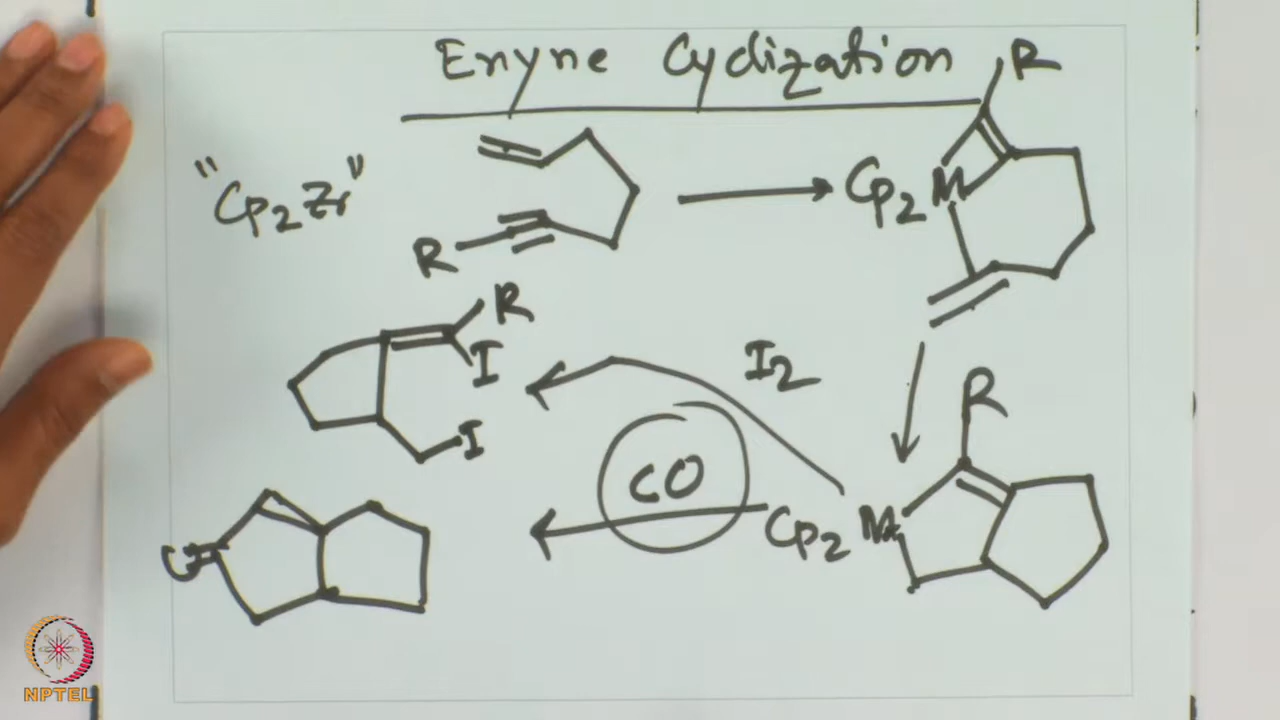 Enyne Cyclization
"Cp2Zr"
R
Cp2M
R
R
I
I
I2
CO
Cp2M
R
O
NPTEL